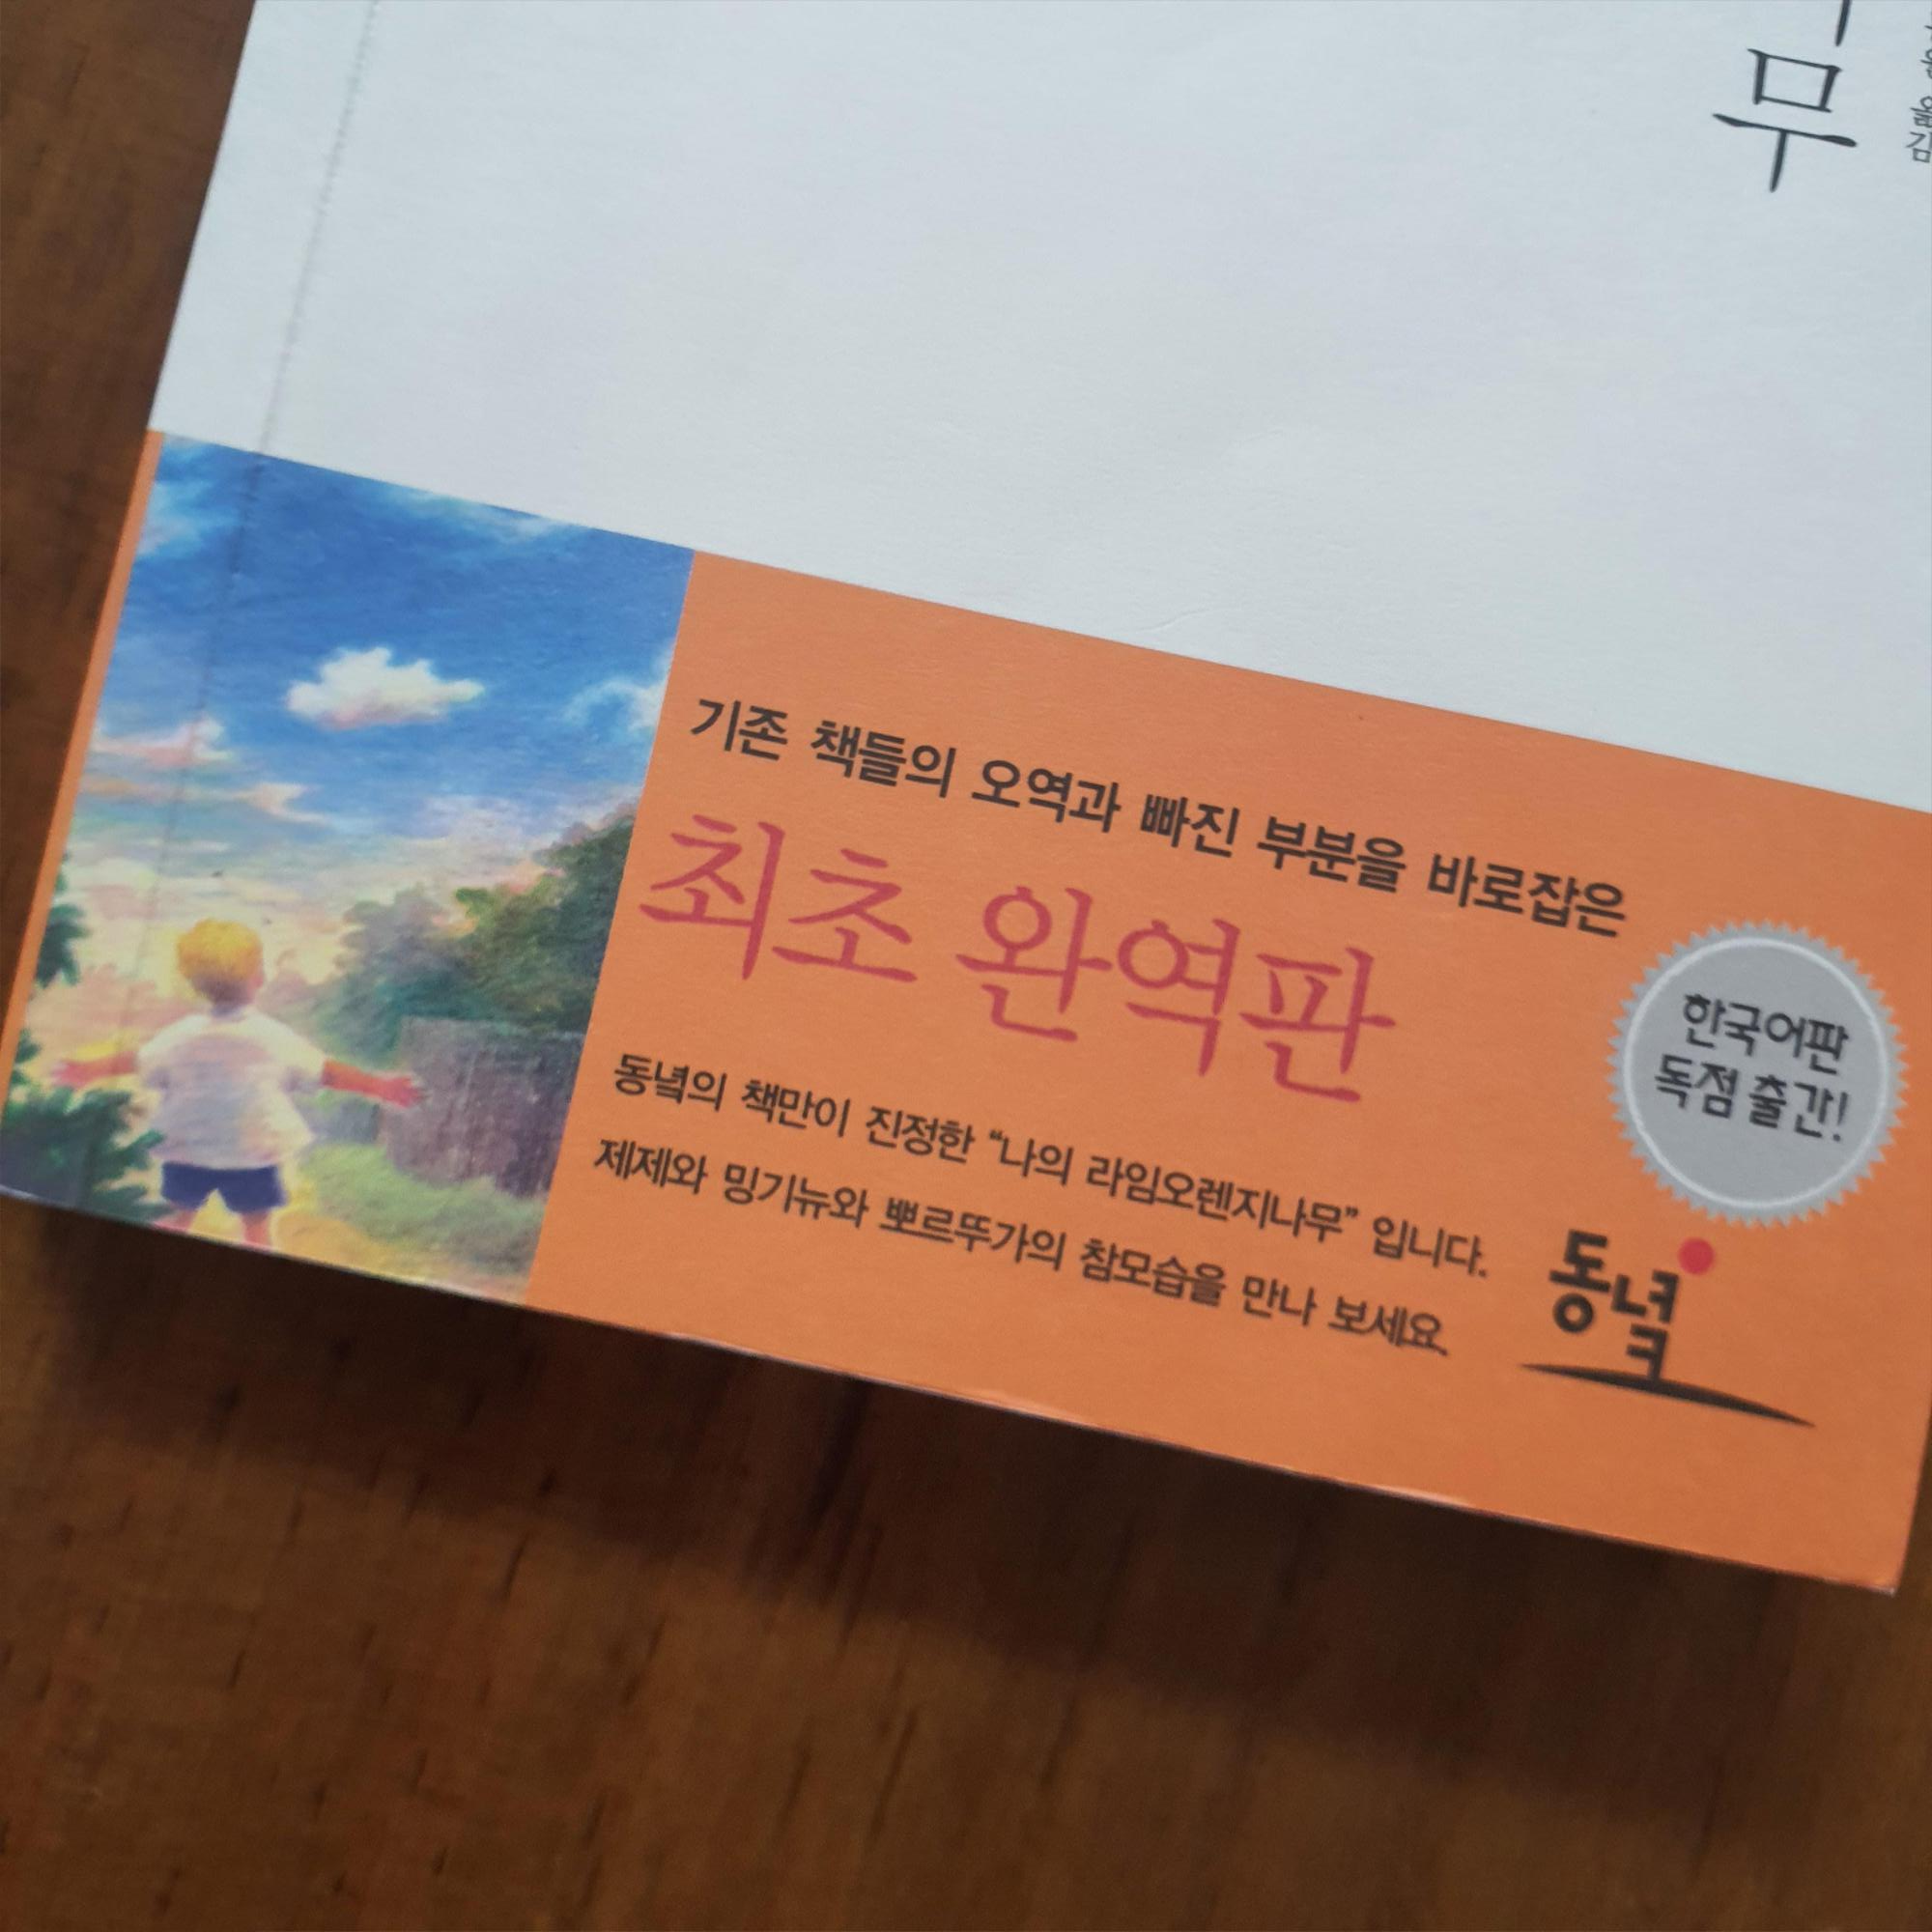 무
옮김
기존 책들의 오역과 빠진 부분을 바로잡은
최초 완역판
한국어판
독점 출간!
동녘의 책만이 진정한 “나의 라임오렌지나무” 입니다.
제제와 밍기뉴와 뽀르뚜가의 참모습을 만나 보세요.
동녘